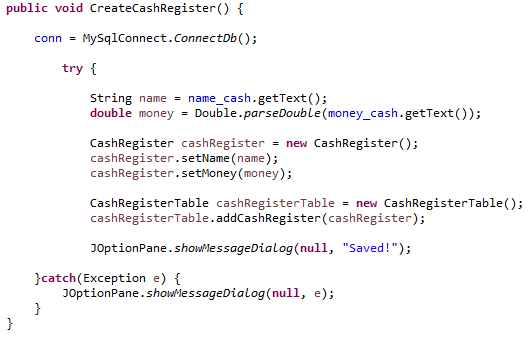 public void CreateCashRegister() {
conn = MySqlConnect.ConnectDb();
try {
String name = name_cash.getText();
double money = Double.parseDouble(money_cash.getText());
CashRegister cashRegister = new CashRegister();
cashRegister.setName(name);
cashRegister.setMoney(money);
CashRegisterTable cashRegisterTable = new CashRegisterTable();
cashRegisterTable.addCashRegister(cashRegister);
JOptionPane.showMessageDialog(null, "Saved!");
}catch(Exception e) {
JOptionPane.showMessageDialog(null, e);
}
}